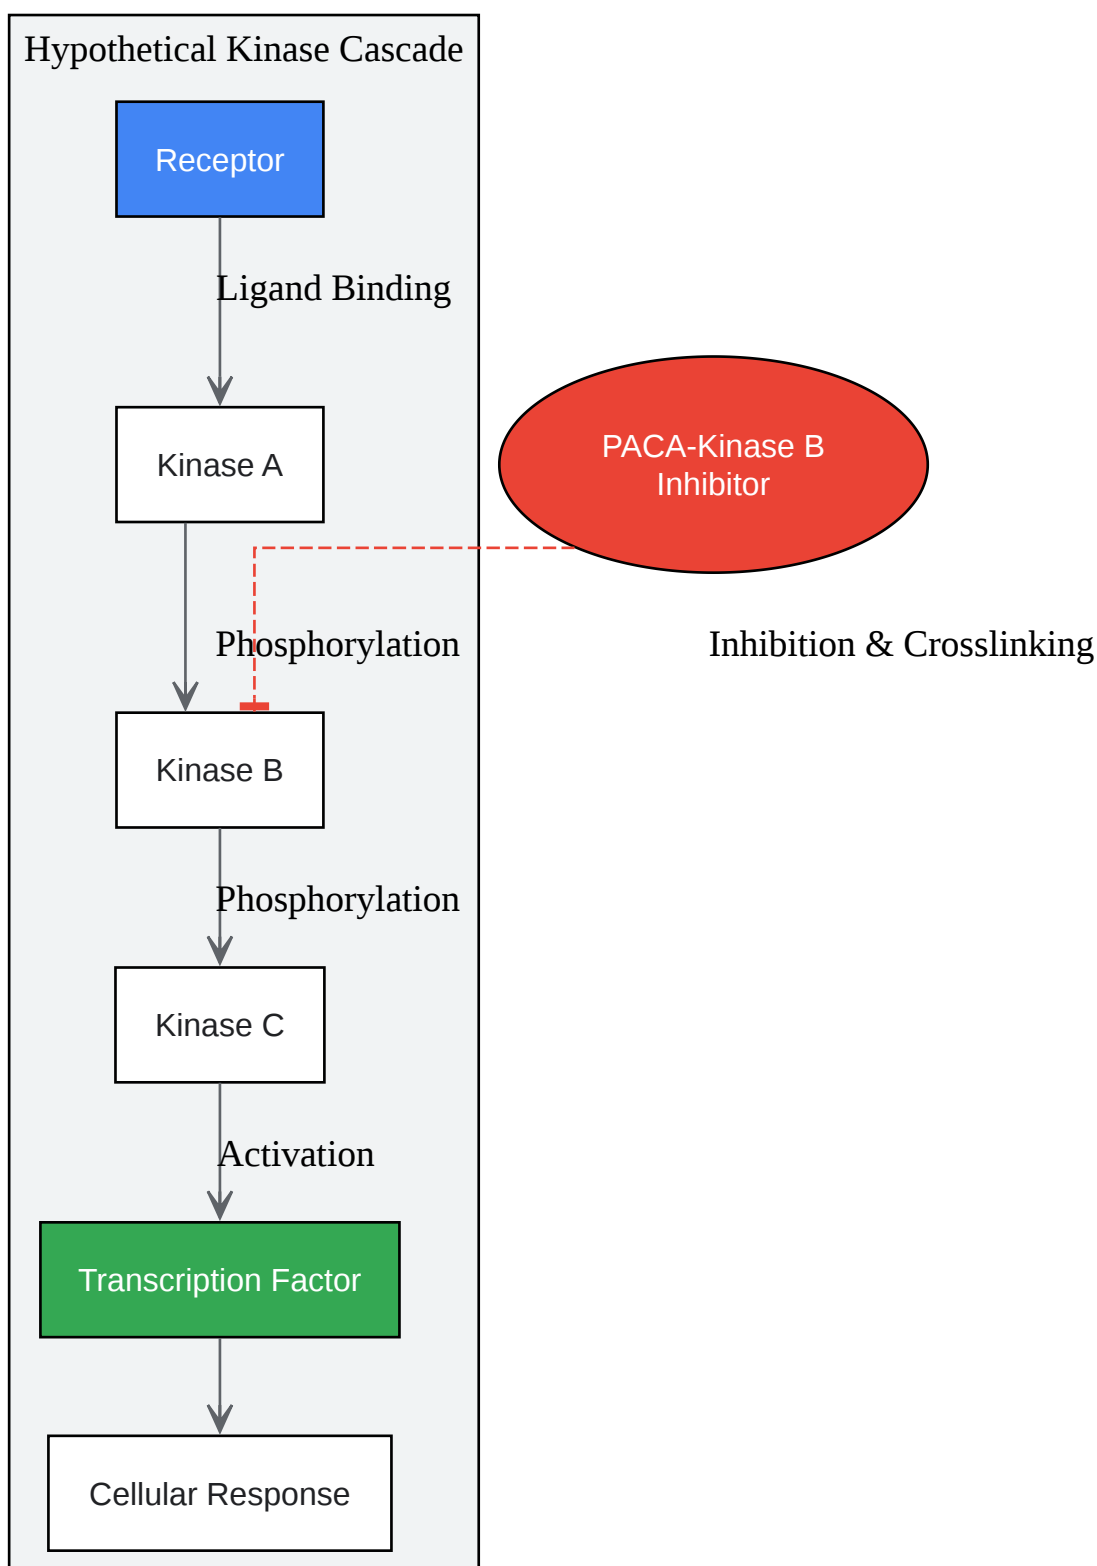 Hypothetical Kinase Cascade
Receptor
Ligand Binding
Kinase A
PACA-Kinase B
Inhibitor
Phosphorylation
Inhibition & Crosslinking
Kinase B
Phosphorylation
Kinase C
Activation
Transcription Factor
Cellular Response